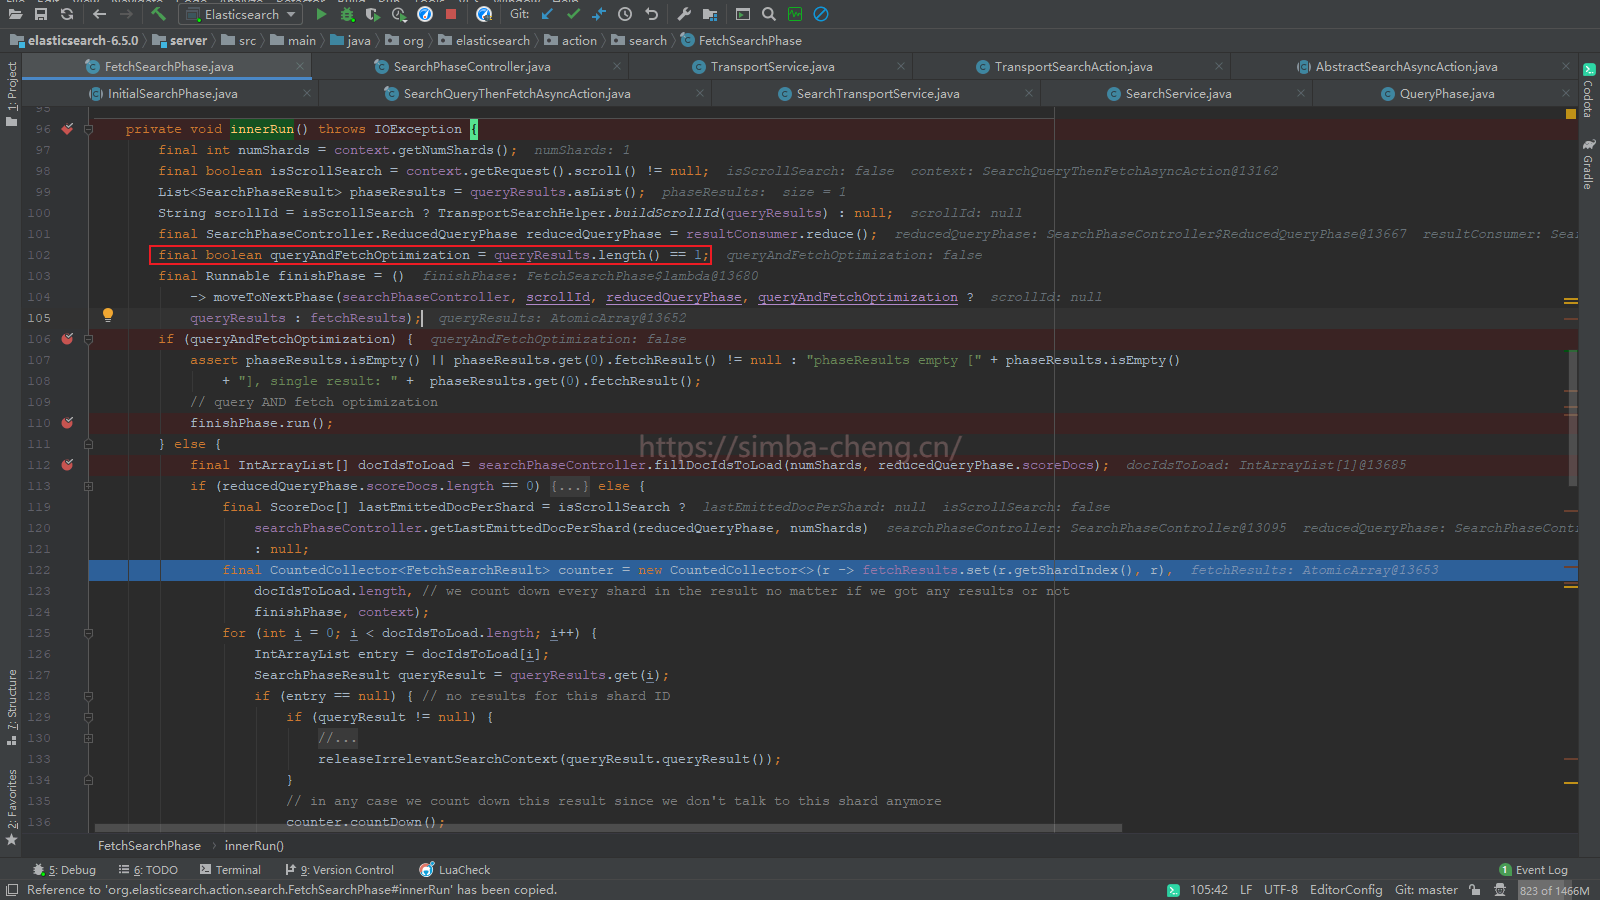 Elasticsearch
Git:
elasticsearch-6.5.0 › server › src › main › java › org › elasticsearch › action › search › FetchSearchPhase
FetchSearchPhase.java
SearchPhaseController.java
TransportService.java
TransportSearchAction.java
AbstractSearchAsyncAction.java
InitialSearchPhase.java
SearchQueryThenFetchAsyncAction.java
SearchTransportService.java
SearchService.java
QueryPhase.java
1: Project
7: Structure
2: Favorites
Codota
Gradle
95
96 private void innerRun() throws IOException {
97 final int numShards = context.getNumShards(); numShards: 1
98 final boolean isScrollSearch = context.getRequest().scroll() != null; isScrollSearch: false context: SearchQueryThenFetchAsyncAction@13162
99 List<SearchPhaseResult> phaseResults = queryResults.asList(); phaseResults: size = 1
100 String scrollId = isScrollSearch ? TransportSearchHelper.buildScrollId(queryResults) : null; scrollId: null
101 final SearchPhaseController.ReducedQueryPhase reducedQueryPhase = resultConsumer.reduce(); reducedQueryPhase: SearchPhaseController$ReducedQueryPhase@13667 resultConsumer: Sea
102 final boolean queryAndFetchOptimization = queryResults.length() == 1; queryAndFetchOptimization: false
103 final Runnable finishPhase = () finishPhase: FetchSearchPhase$lambda@13680
104 -> moveToNextPhase(searchPhaseController, scrollId, reducedQueryPhase, queryAndFetchOptimization ? scrollId: null
105 queryResults : fetchResults); queryResults: AtomicArray@13652
106 if (queryAndFetchOptimization) { queryAndFetchOptimization: false
107 assert phaseResults.isEmpty() || phaseResults.get(0).fetchResult() != null : "phaseResults empty [" + phaseResults.isEmpty()
108 + "], single result: " + phaseResults.get(0).fetchResult();
109 // query AND fetch optimization
110 finishPhase.run();
111 } else {
https://simba-cheng.cn/
112 final IntArrayList[] docIdsToLoad = searchPhaseController.fillDocIdsToLoad(numShards, reducedQueryPhase.scoreDocs); docIdsToLoad: IntArrayList[1]@13685
113 if (reducedQueryPhase.scoreDocs.length == 0) {...} else {
119 final ScoreDoc[] lastEmittedDocPerShard = isScrollSearch ? lastEmittedDocPerShard: null isScrollSearch: false
120 searchPhaseController.getLastEmittedDocPerShard(reducedQueryPhase, numShards) searchPhaseController: SearchPhaseController@13095 reducedQueryPhase: SearchPhaseCont
121 : null;
122 final CountedCollector<FetchSearchResult> counter = new CountedCollector<>(r -> fetchResults.set(r.getShardIndex(), r), fetchResults: AtomicArray@13653
123 docIdsToLoad.length, // we count down every shard in the result no matter if we got any results or not
124 finishPhase, context);
125 for (int i = 0; i < docIdsToLoad.length; i++) {
126 IntArrayList entry = docIdsToLoad[i];
127 SearchPhaseResult queryResult = queryResults.get(i);
128 if (entry == null) { // no results for this shard ID
129 if (queryResult != null) {
130 //...
133 releaseIrrelevantSearchContext(queryResult.queryResult());
134 }
135 // in any case we count down this result since we don't talk to this shard anymore
136 counter.countDown();
FetchSearchPhase › innerRun()
5: Debug
6: TODO
Terminal
9: Version Control
LuaCheck
1 Event Log
Reference to 'org.elasticsearch.action.search.FetchSearchPhase#innerRun' has been copied.
105:42 LF UTF-8 EditorConfig Git: master 823 of 1466M